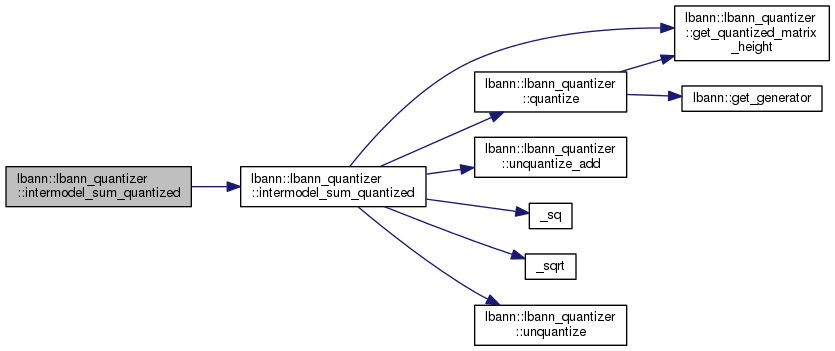 lbann::lbann_quantizer
::intermodel_sum_quantized
lbann::lbann_quantizer
::intermodel_sum_quantized
lbann::lbann_quantizer
::get_quantized_matrix
_height
lbann::lbann_quantizer
::quantize
lbann::get_generator
lbann::lbann_quantizer
::unquantize_add
_sq
_sqrt
lbann::lbann_quantizer
::unquantize